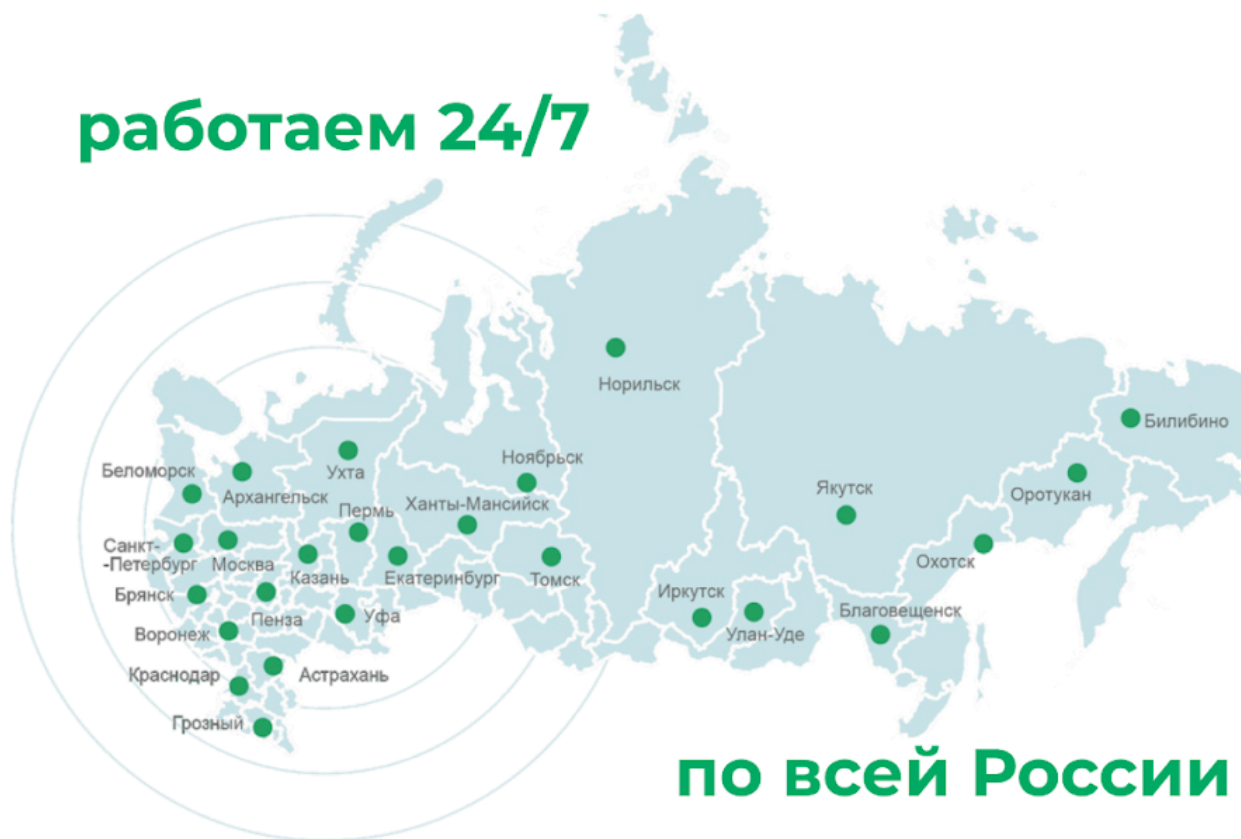 работаем 24/7
Норильск
Билибино
Ноябрьск
Беломорск
Ухта
Архангельск
Оротукан
Якутск
Ханты-Мансийск
Пермь
Санкт-
-Петербург
Москва
Казань
Екатеринбург
Томск
Охотск
Иркутск
Брянск
Благовещенск
Пенза
Уфа
Улан-Уде
Воронеж
Краснодар
Астрахань
Грозный
по всей России